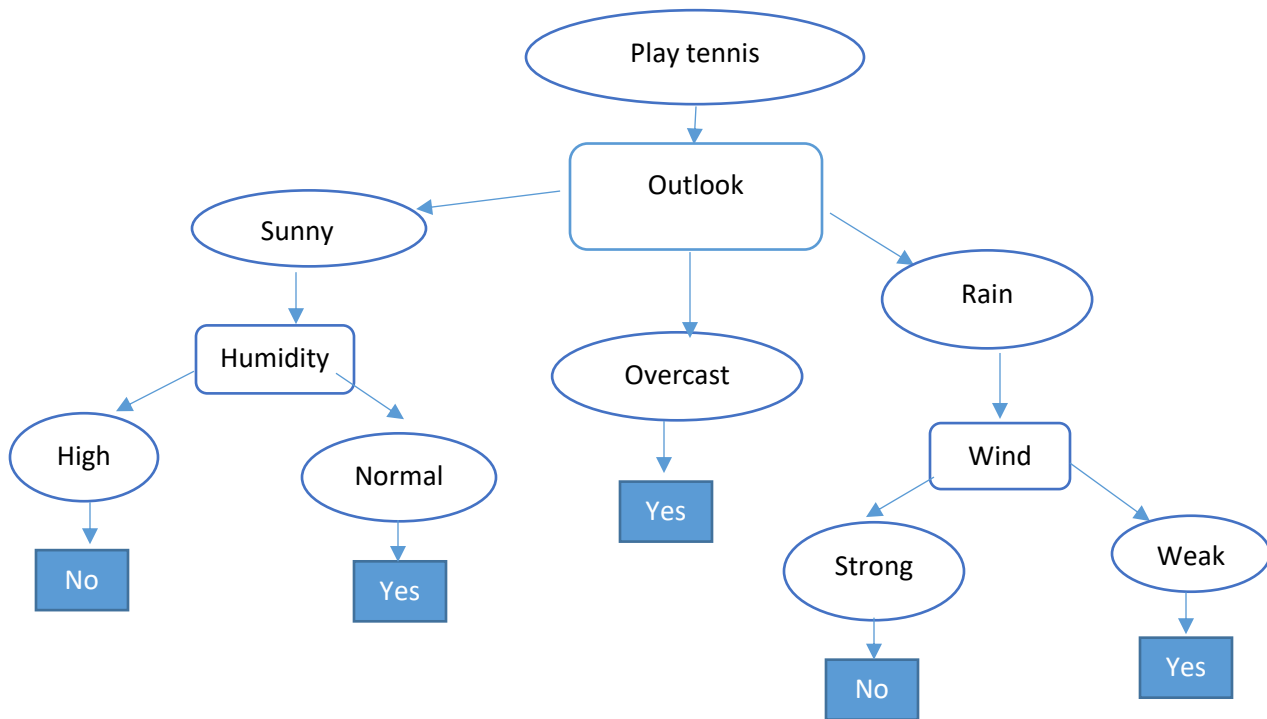 Play tennis
Outlook
Sunny
Rain
Humidity
Overcast
High
Normal
Wind
Yes
Strong
Weak
No
Yes
No
Yes